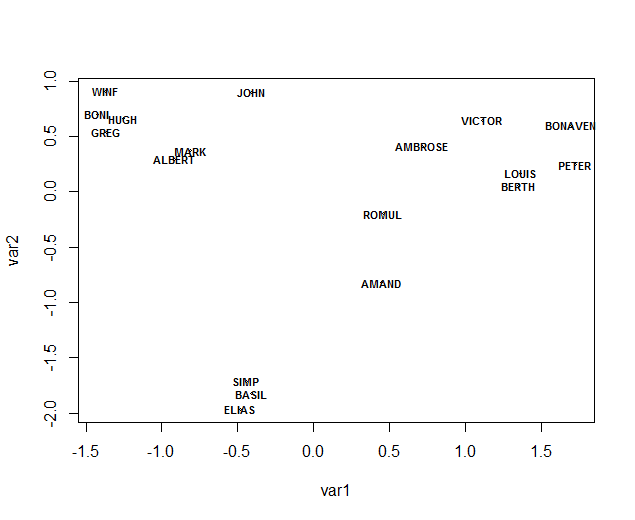 1.0
WINF
JOHN
BONI
HUGH
VICTOR
BONAVEN
0.5
GREG
MARK
AMBROSE
ALBERT
PETER
LOUIS
0.0
BERTH
ROMUL
-0.5
var2
AMAND
-1.0
-1.5
SIMP
BASIL
-2.0
ELIAS
-1.5 -1.0 -0.5 0.0 0.5 1.0 1.5
var1